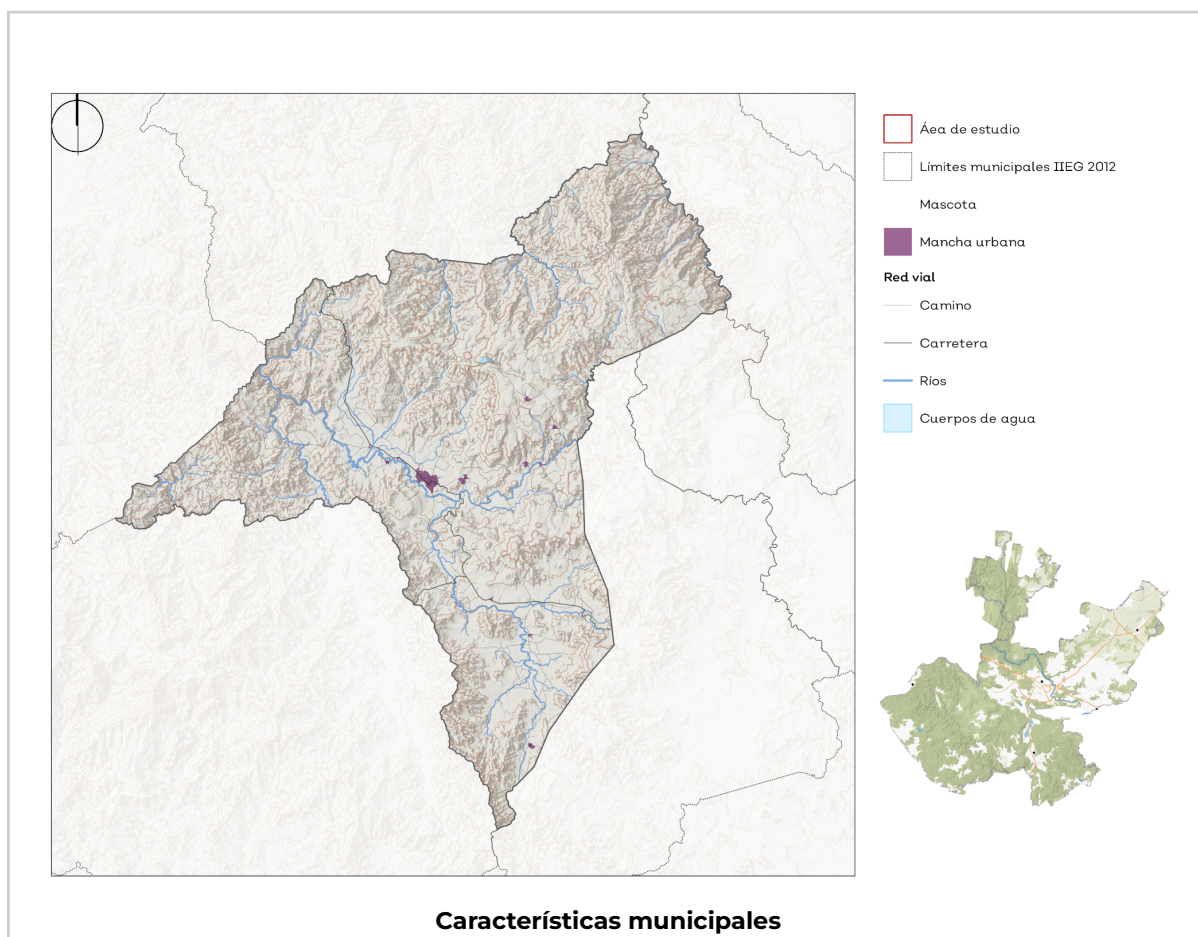 Áea de estudio
Límites municipales IIEG 2012
Mascota
Mancha urbana
Red vial
Camino
Carretera
Ríos
Cuerpos de agua
Características municipales